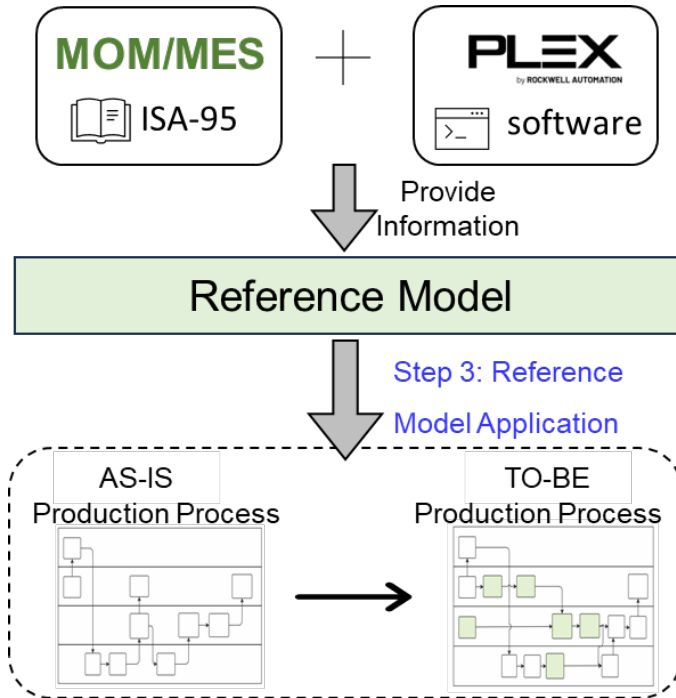 MOM/MES
ISA-95
PLEX
by ROCKWELL AUTOMATION
>_ software
Provide
Information
Reference Model
Step 3: Reference
Model Application
AS-IS
Production Process
TO-BE
Production Process